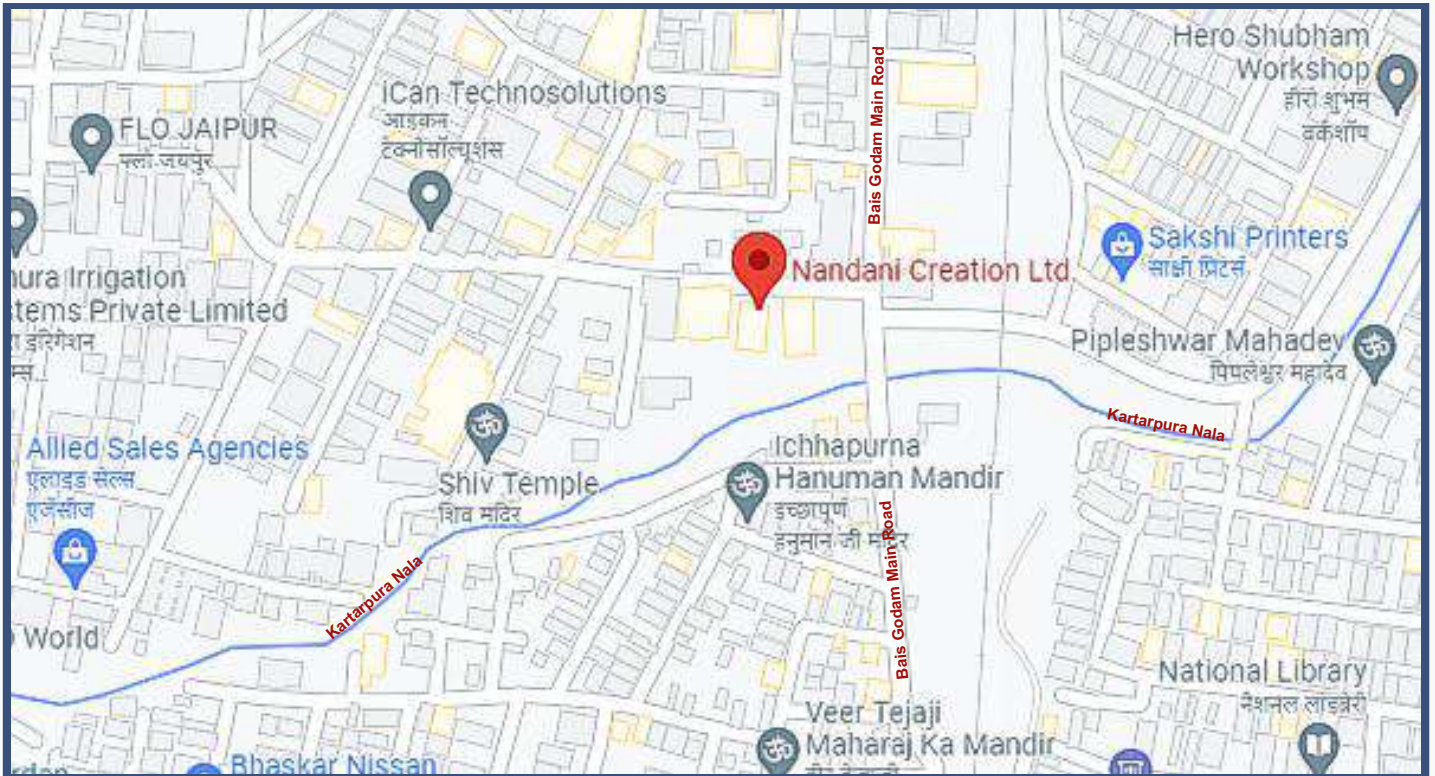 Hero Shubham
Workshop
हीरो शुभम
वर्कशॉप
Bais Godam Main Road
iCan Technosolutions
आइकन
टेक्नोसॉल्यूशंस
FLO JAIPUR
फ्लो जयपुर
Sakshi Printers
साक्षी प्रिंटर्स
Nandani Creation Ltd.
ura Irrigation
stems Private Limited
रा इरिगेशन
Pipleshwar Mahadev
पिपलेश्वर महादेव
Kartarpura Nala
Allied Sales Agencies
एलाइड सेल्स
एजेंसीज
Shiv Temple
शिव मंदिर
Ichhapurna
Hanuman Mandir
इच्छापूर्ण
हनुमान जी मंदिर
Bais Godam Main Road
Kartarpura Nala
World
National Library
नेशनल लाइब्रेरी
Veer Tejaji
Maharaj Ka Mandir
Bhaskar Nissan